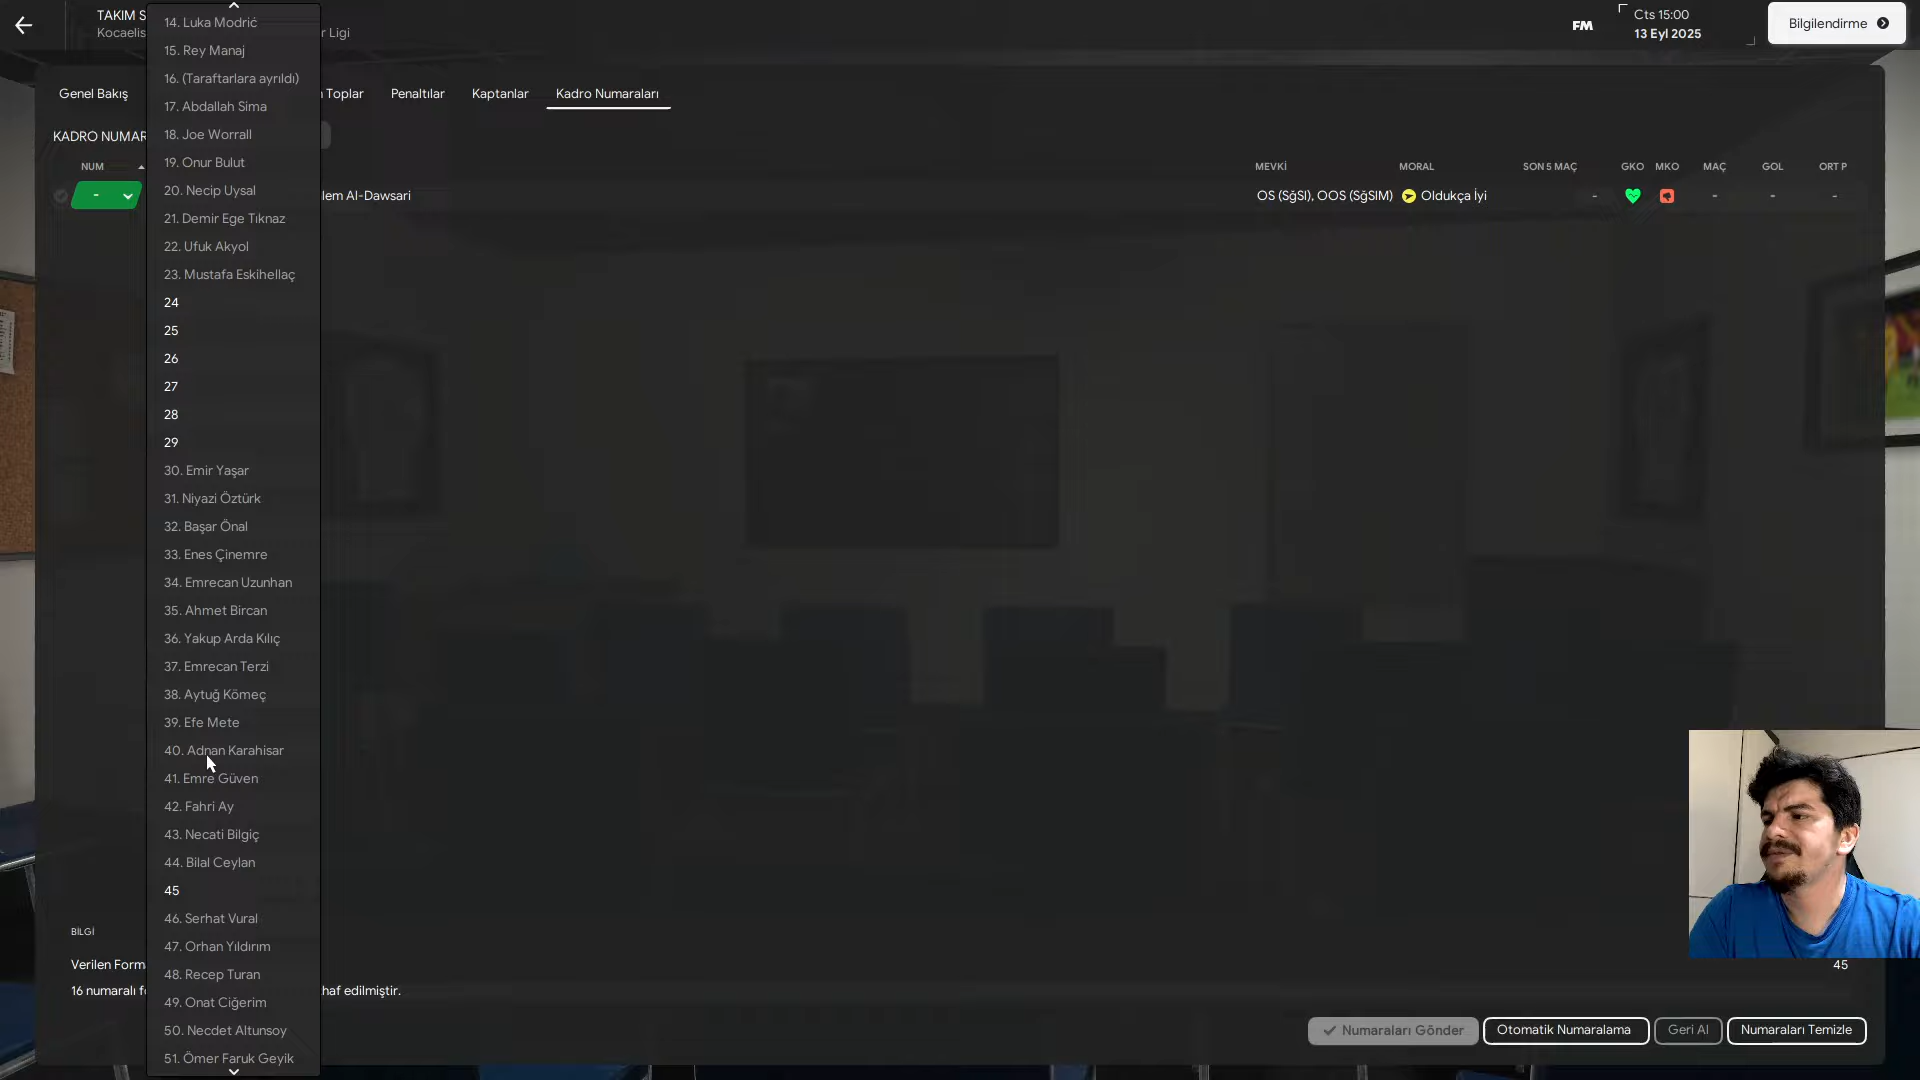 TAKIM S
Kocaelis
r Ligi
FM
Cts 15:00
13 Eyl 2025
Bilgilendirme
Genel Bakış
n Toplar
Penaltılar
Kaptanlar
Kadro Numaraları
KADRO NUMAR
NUM
MEVKİ
MORAL
SON 5 MAÇ
GKO
MKO
MAÇ
GOL
ORT P
-
lem Al-Dawsari
OS (SğSl), OOS (SğSlM)
Oldukça İyi
-
-
-
-
14. Luka Modrić
15. Rey Manaj
16. (Taraftarlara ayrıldı)
17. Abdallah Sima
18. Joe Worrall
19. Onur Bulut
20. Necip Uysal
21. Demir Ege Tıknaz
22. Ufuk Akyol
23. Mustafa Eskihellaç
24
25
26
27
28
29
30. Emir Yaşar
31. Niyazi Öztürk
32. Başar Önal
33. Enes Çinemre
34. Emrecan Uzunhan
35. Ahmet Bircan
36. Yakup Arda Kılıç
37. Emrecan Terzi
38. Aytuğ Kömeç
39. Efe Mete
40. Adnan Karahisar
41. Emre Güven
42. Fahri Ay
43. Necati Bilgiç
44. Bilal Ceylan
45
46. Serhat Vural
47. Orhan Yıldırım
48. Recep Turan
49. Onat Ciğerim
50. Necdet Altunsoy
51. Ömer Faruk Geyik
BİLGİ
Verilen Form
45
16 numaralı fo
thaf edilmiştir.
Numaraları Gönder
Otomatik Numaralama
Geri Al
Numaraları Temizle